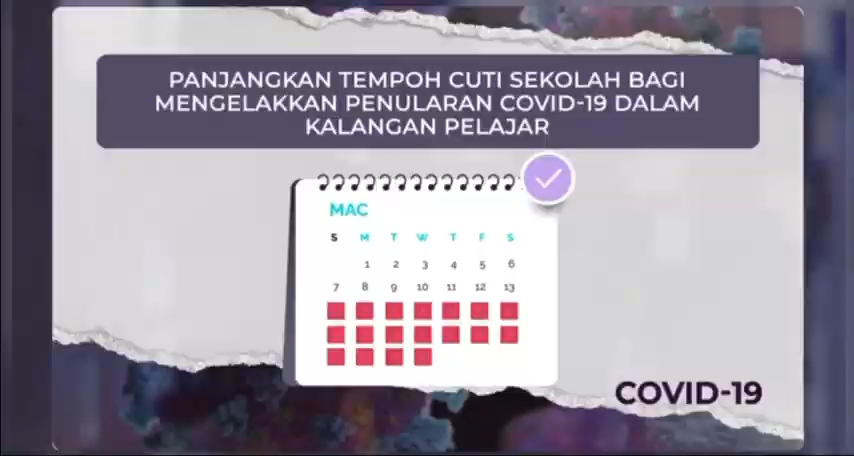 PANJANGKAN TEMPOH CUTI SEKOLAH BAGI
MENGELAKKAN PENULARAN COVID-19 DALAM
KALANGAN PELAJAR
MAC
S M T W T F S
1 2 3 4 5 6
7 8 9 10 11 12 13
COVID-19